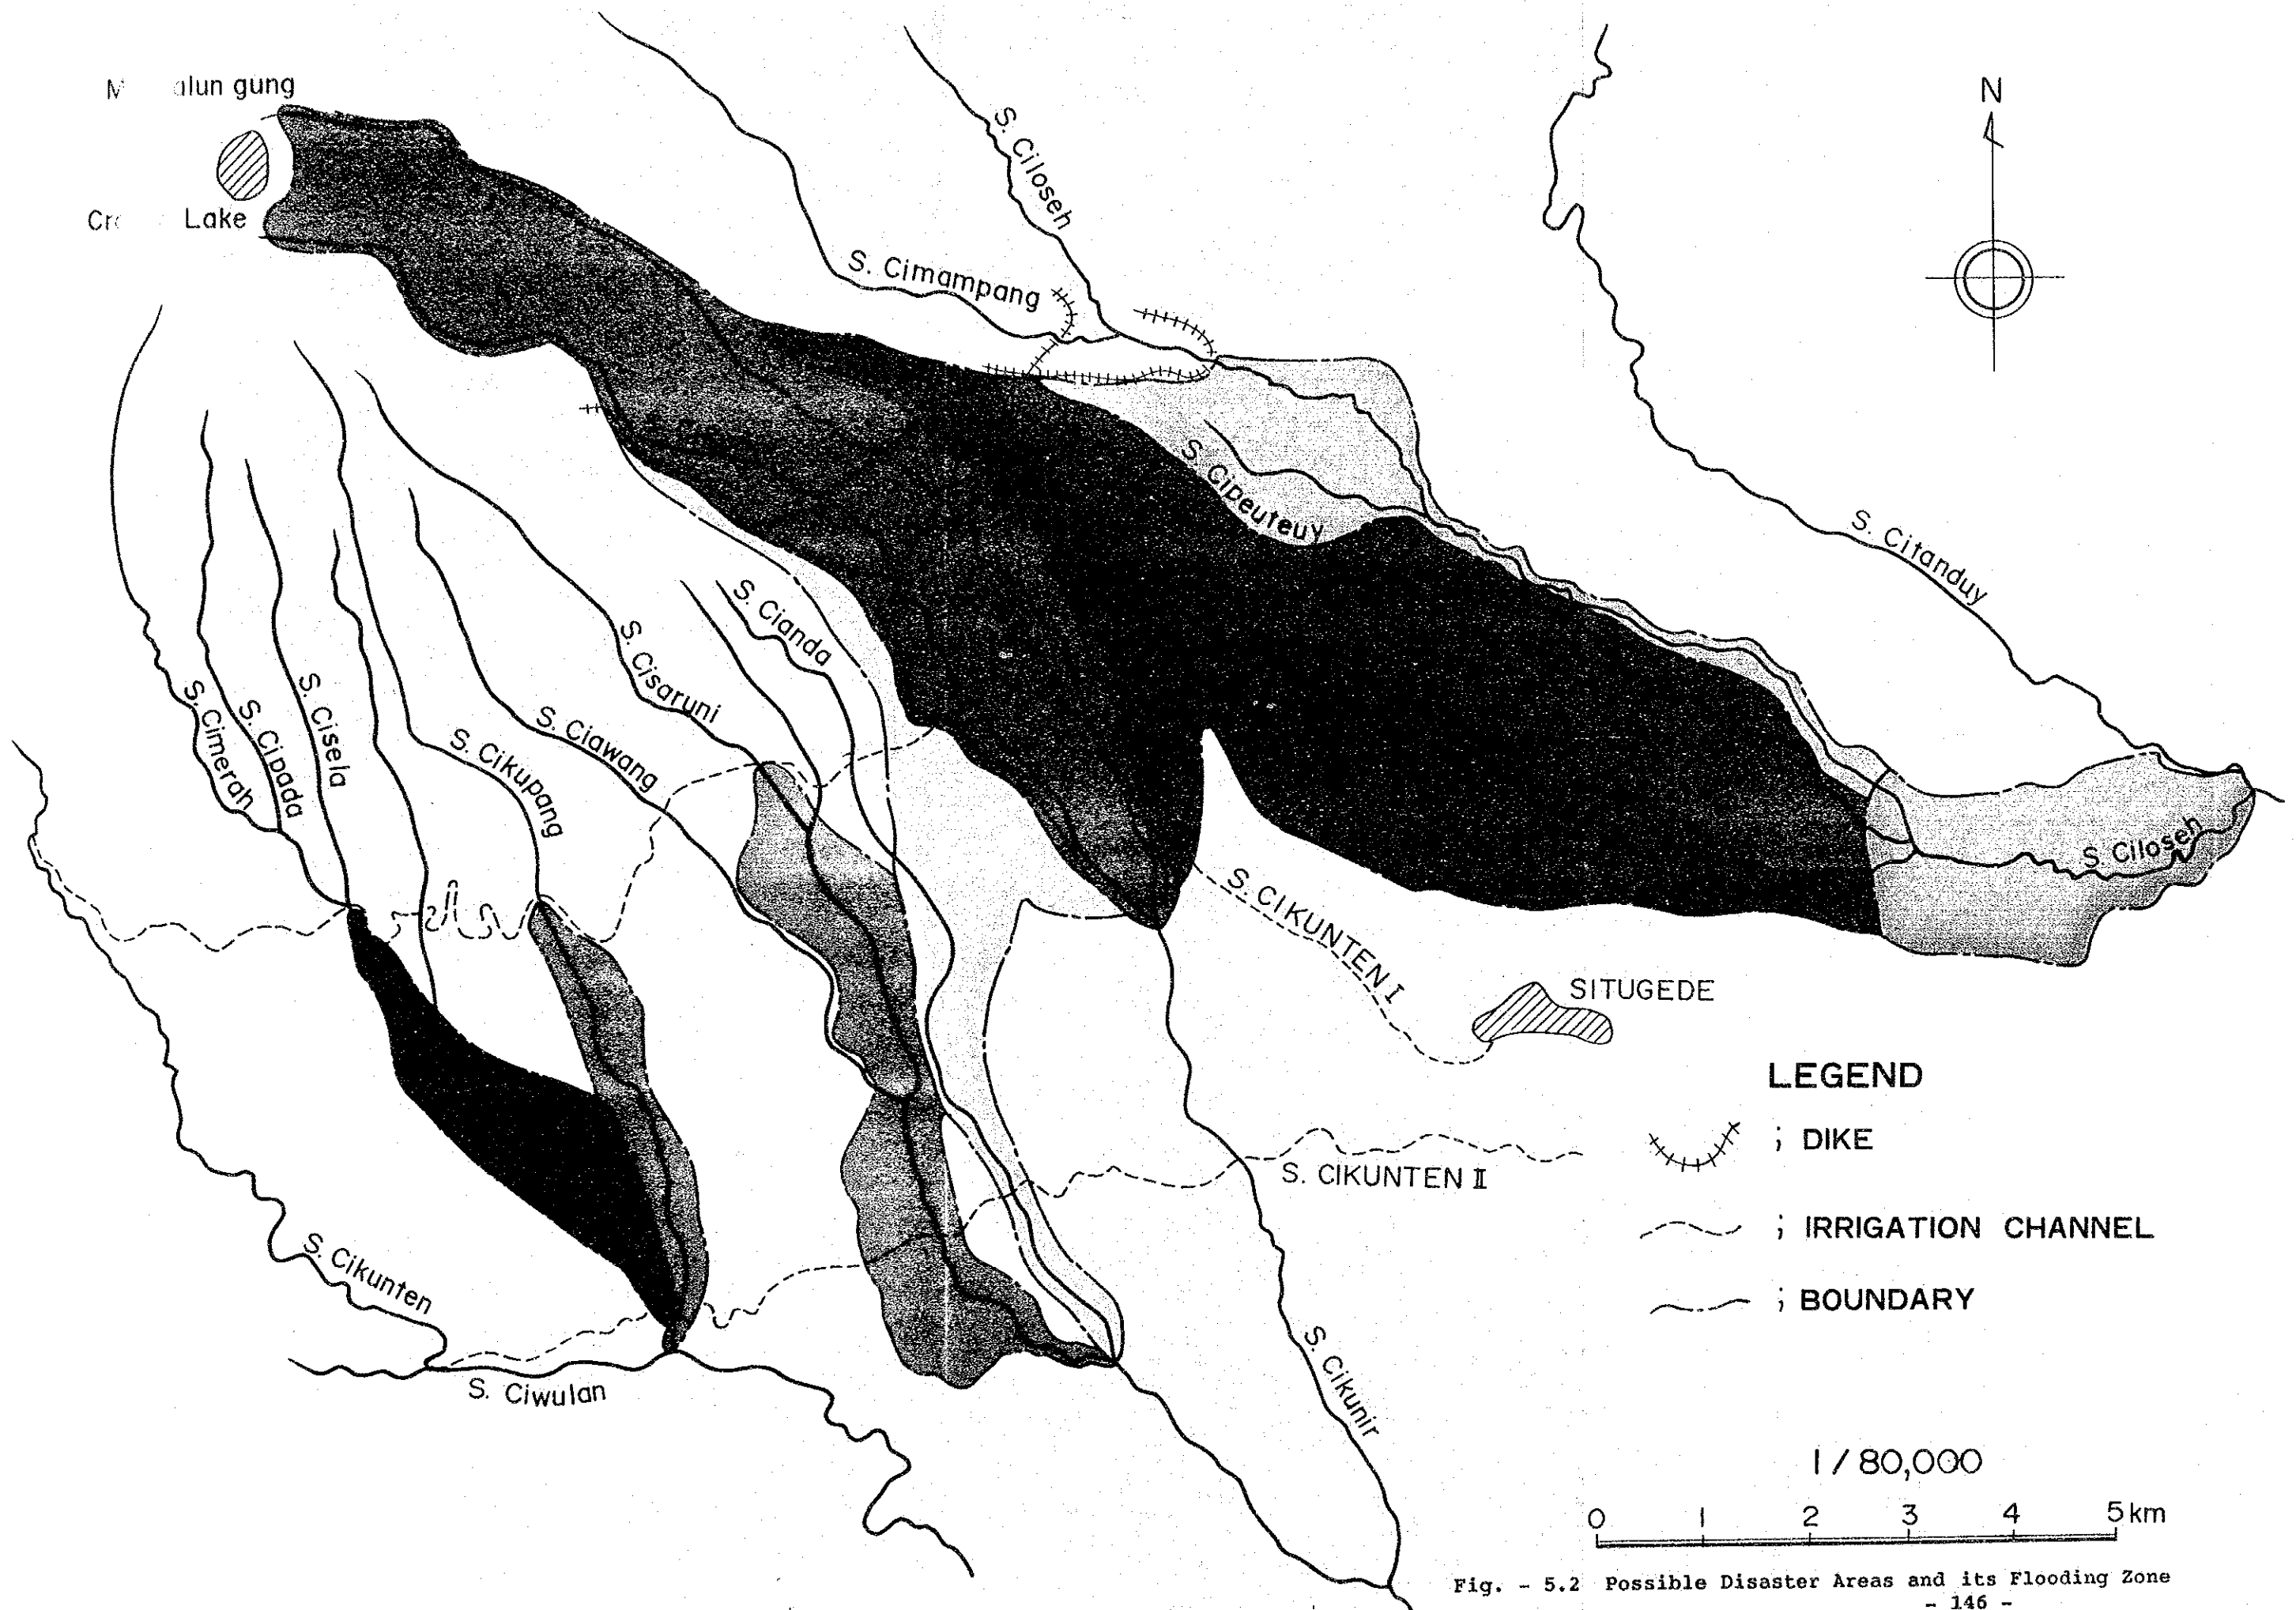 alun gung
Lake
N
S. Ciloseh
S. Cimampang
S. Cipeuteuy
S. Citanduy
S. Cianda
S. Cisaruni
S. Ciawang
S. Cikupang
S. Cisela
S. Cipada
S. Cimerah
S. Ciloseh
S. CIKUNTEN I
SITUGEDE
S. CIKUNTEN II
S. Cikunten
S. Ciwulan
S. Cikunir
LEGEND
; DIKE
; IRRIGATION CHANNEL
; BOUNDARY
1 / 80,000
0 1 2 3 4 5 km
Fig. - 5.2 Possible Disaster Areas and its Flooding Zone
- 146 -